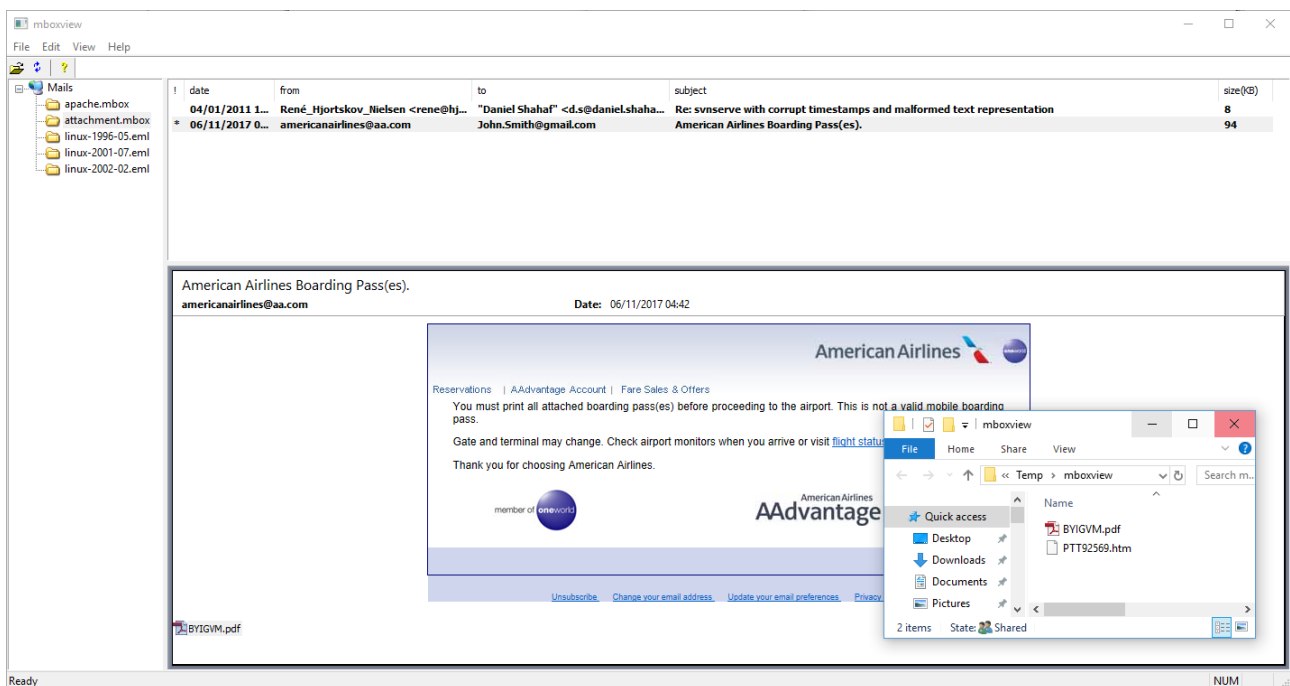 mboxview
File Edit View Help
Mails
apache.mbox
attachment.mbox
linux-1996-05.eml
linux-2001-07.eml
linux-2002-02.eml
! date from to subject size(KB)
04/01/2011 1... René_Hjortskov_Nielsen <rene@hj... "Daniel Shahaf" <d.s@daniel.shaha... Re: svnserve with corrupt timestamps and malformed text representation 8
* 06/11/2017 0... americanairlines@aa.com John.Smith@gmail.com American Airlines Boarding Pass(es). 94
American Airlines Boarding Pass(es).
americanairlines@aa.com Date: 06/11/2017 04:42
American Airlines oneworld
Reservations | AAdvantage Account | Fare Sales & Offers
You must print all attached boarding pass(es) before proceeding to the airport. This is not a valid mobile boarding
pass.
Gate and terminal may change. Check airport monitors when you arrive or visit flight status
Thank you for choosing American Airlines.
member of oneworld
American Airlines
AAdvantage
Unsubscribe Change your email address Update your email preferences Privacy
BYIGVM.pdf
mboxview
File Home Share View
« Temp > mboxview Search m...
Quick access
Desktop
Downloads
Documents
Pictures
Name
BYIGVM.pdf
PTT92569.htm
2 items State: Shared
Ready NUM